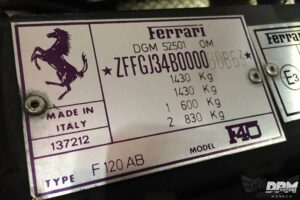 Ferrari
DGM 52501 OM
1430 Kg
1430 Kg
1 600 Kg
2 830 Kg
MADE IN
ITALY
137212
MODEL F40
TYPE F 120 AB
E3
DPM